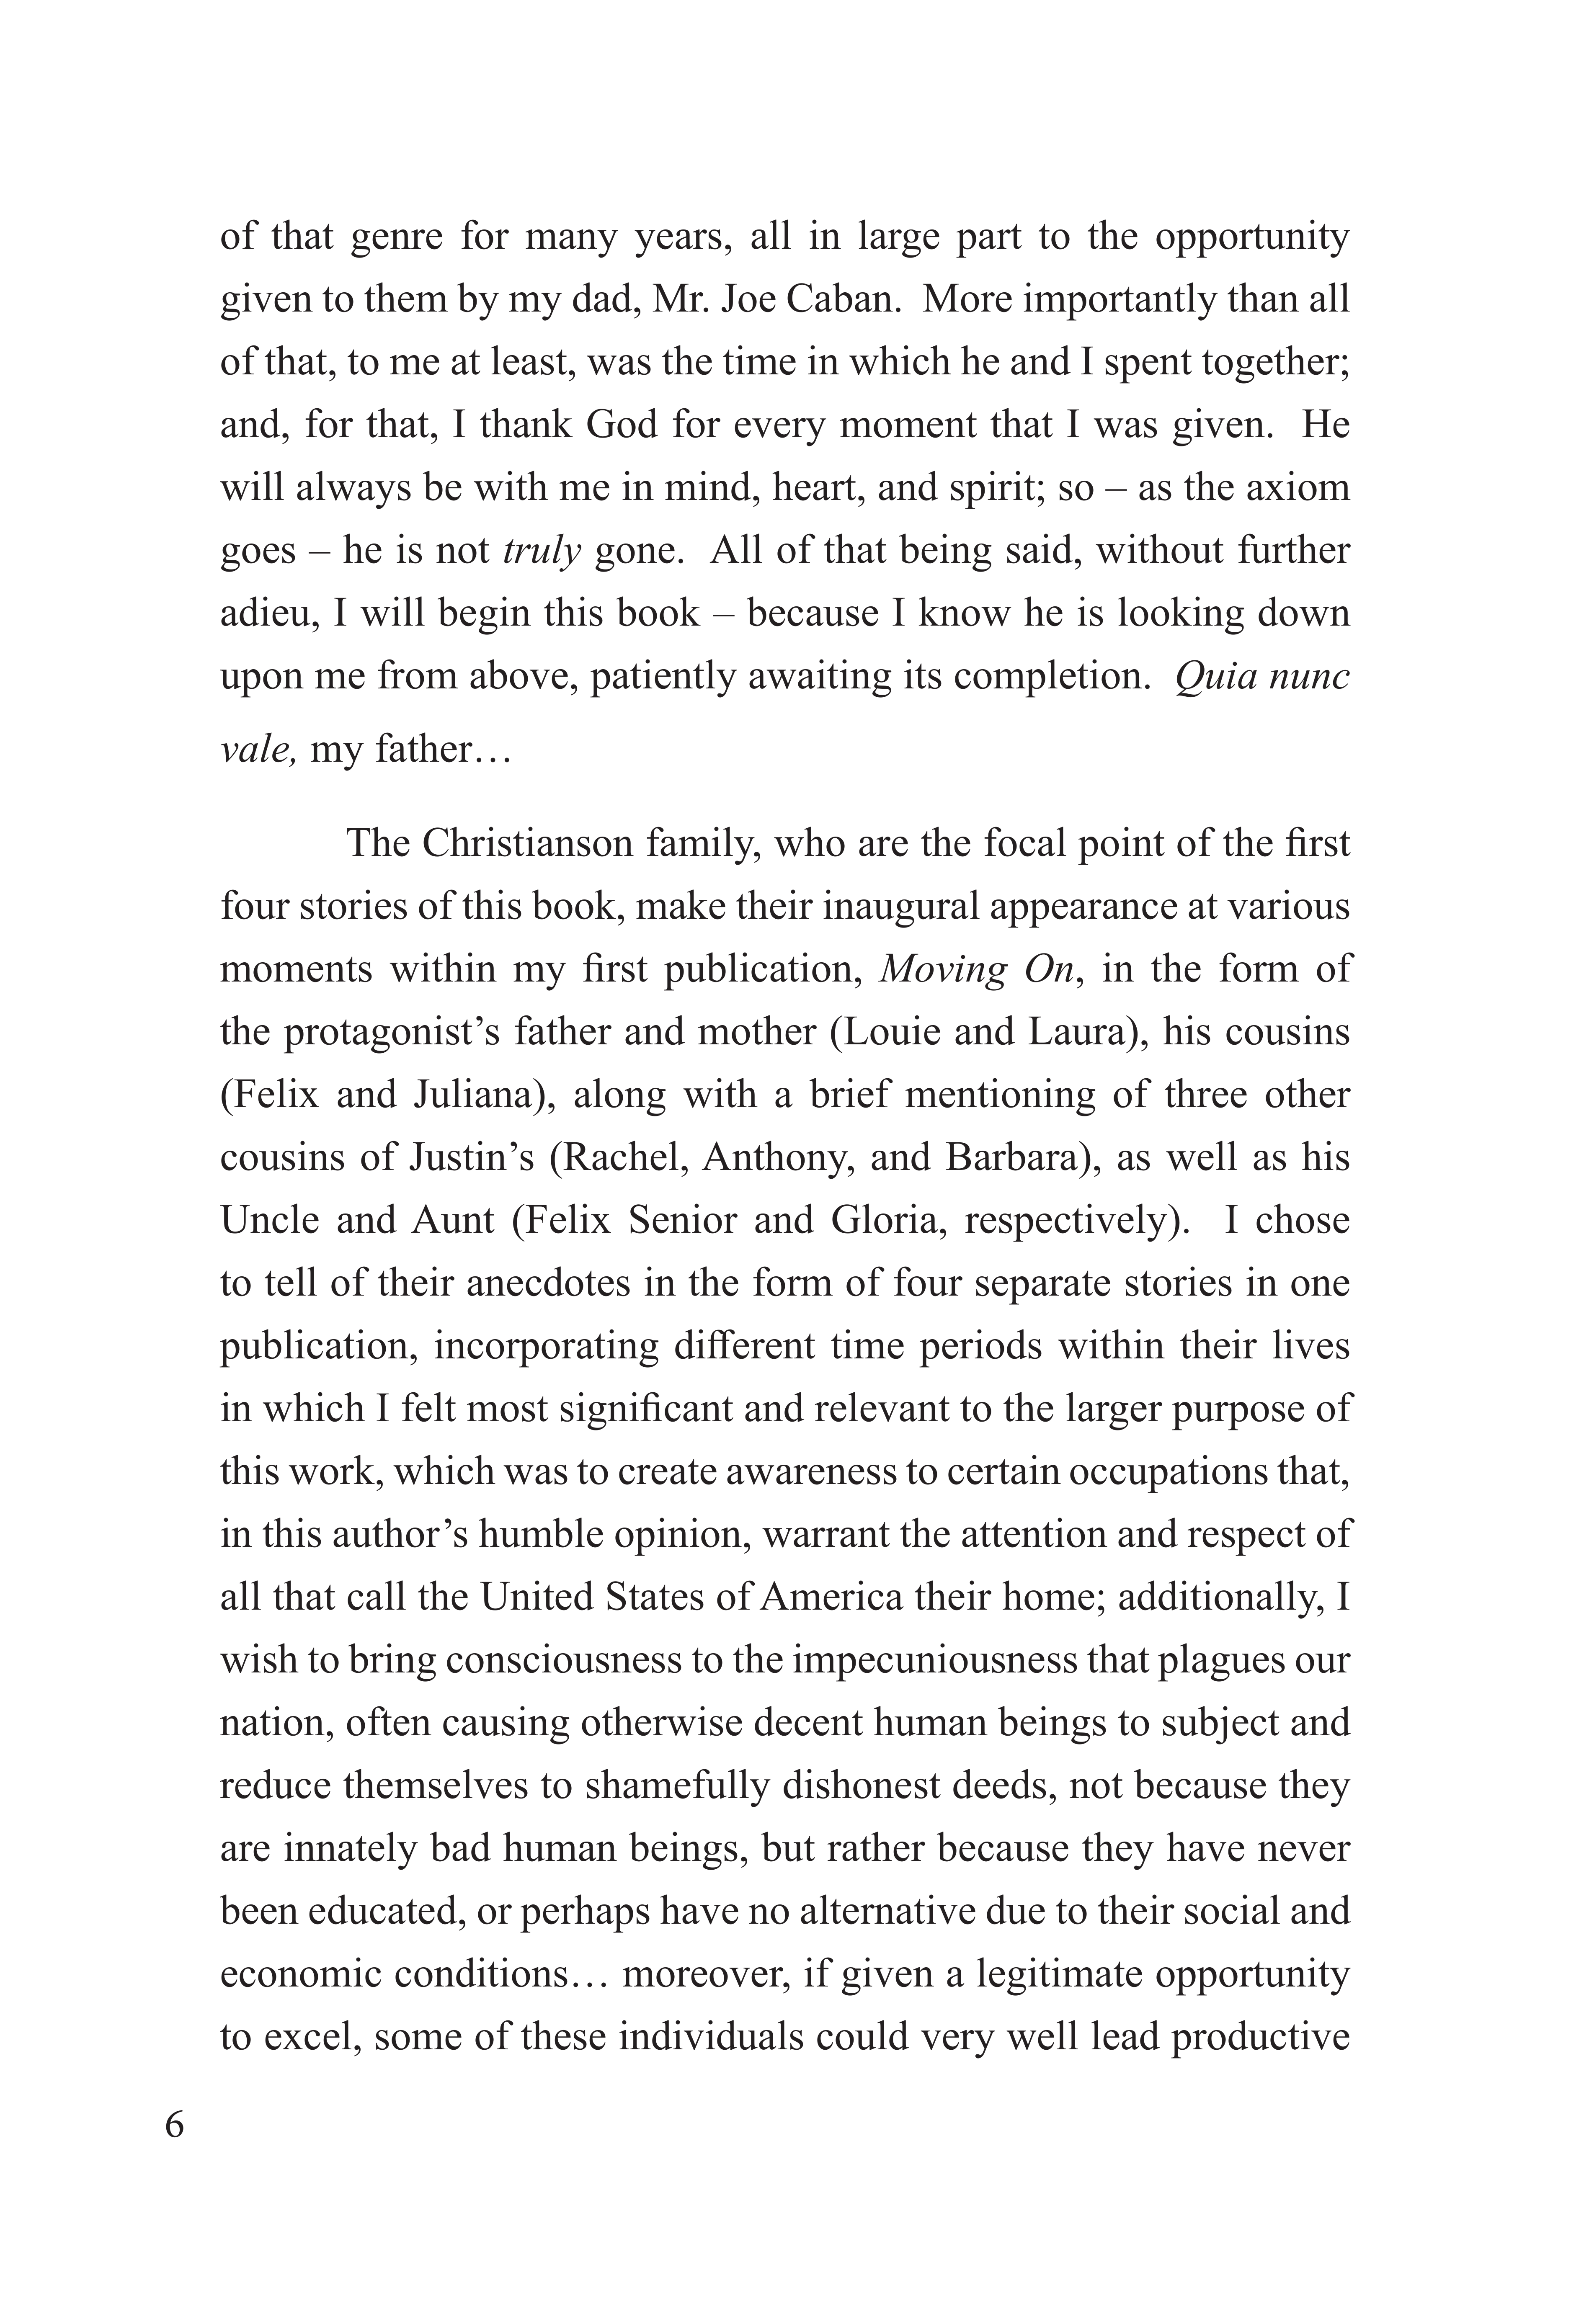 of that genre for many years, all in large part to the opportunity
given to them by my dad, Mr. Joe Caban.  More importantly than all
of that, to me at least, was the time in which he and I spent together;
and, for that, I thank God for every moment that I was given.  He
will always be with me in mind, heart, and spirit; so – as the axiom
goes – he is not truly gone.  All of that being said, without further
adieu, I will begin this book – because I know he is looking down
upon me from above, patiently awaiting its completion.  Quia nunc
vale, my father…
The Christianson family, who are the focal point of the first
four stories of this book, make their inaugural appearance at various
moments within my first publication, Moving On, in the form of
the protagonist’s father and mother (Louie and Laura), his cousins
(Felix and Juliana), along with a brief mentioning of three other
cousins of Justin’s (Rachel, Anthony, and Barbara), as well as his
Uncle and Aunt (Felix Senior and Gloria, respectively).  I chose
to tell of their anecdotes in the form of four separate stories in one
publication, incorporating different time periods within their lives
in which I felt most significant and relevant to the larger purpose of
this work, which was to create awareness to certain occupations that,
in this author’s humble opinion, warrant the attention and respect of
all that call the United States of America their home; additionally, I
wish to bring consciousness to the impecuniousness that plagues our
nation, often causing otherwise decent human beings to subject and
reduce themselves to shamefully dishonest deeds, not because they
are innately bad human beings, but rather because they have never
been educated, or perhaps have no alternative due to their social and
economic conditions… moreover, if given a legitimate opportunity
to excel, some of these individuals could very well lead productive
6